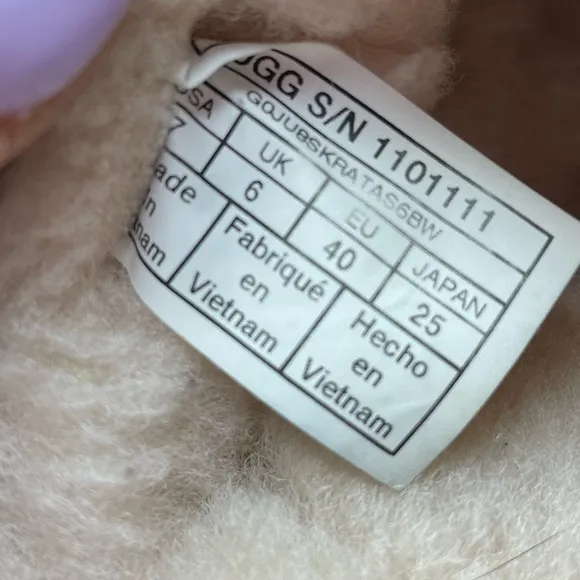 UGG S/N 1101111
G0JUBSKRATAS6BW
USA UK EU JAPAN
7 6 40 25
Made in Vietnam
Fabriqué en Vietnam
Hecho en Vietnam